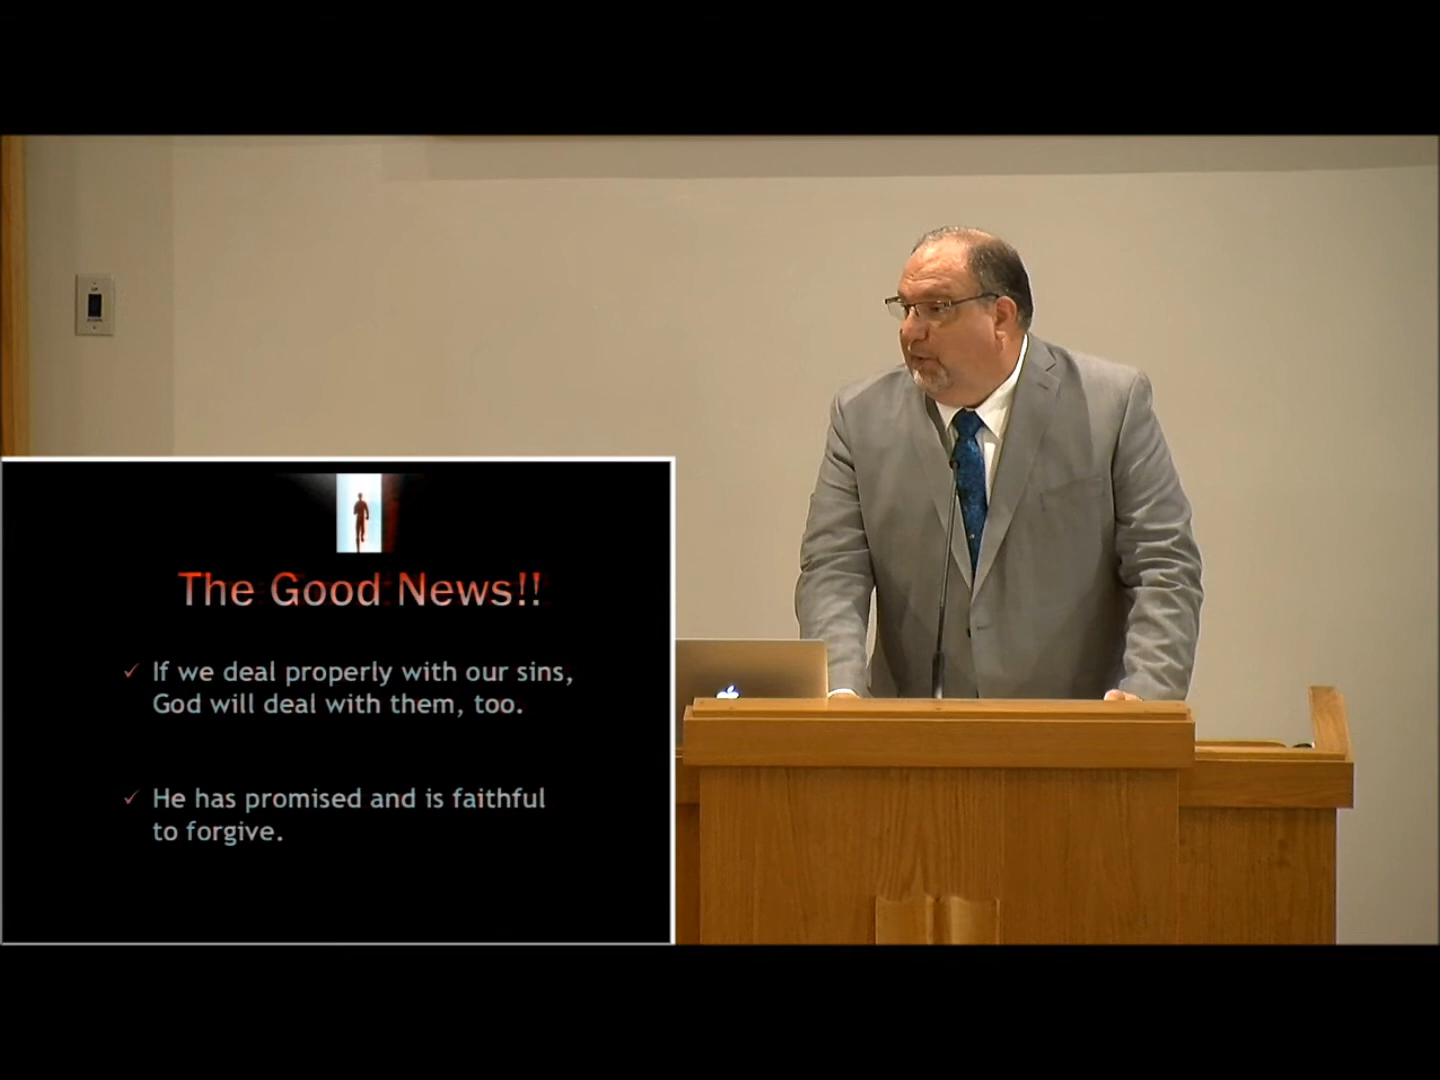 The Good News!!
If we deal properly with our sins,
God will deal with them, too.
He has promised and is faithful
to forgive.